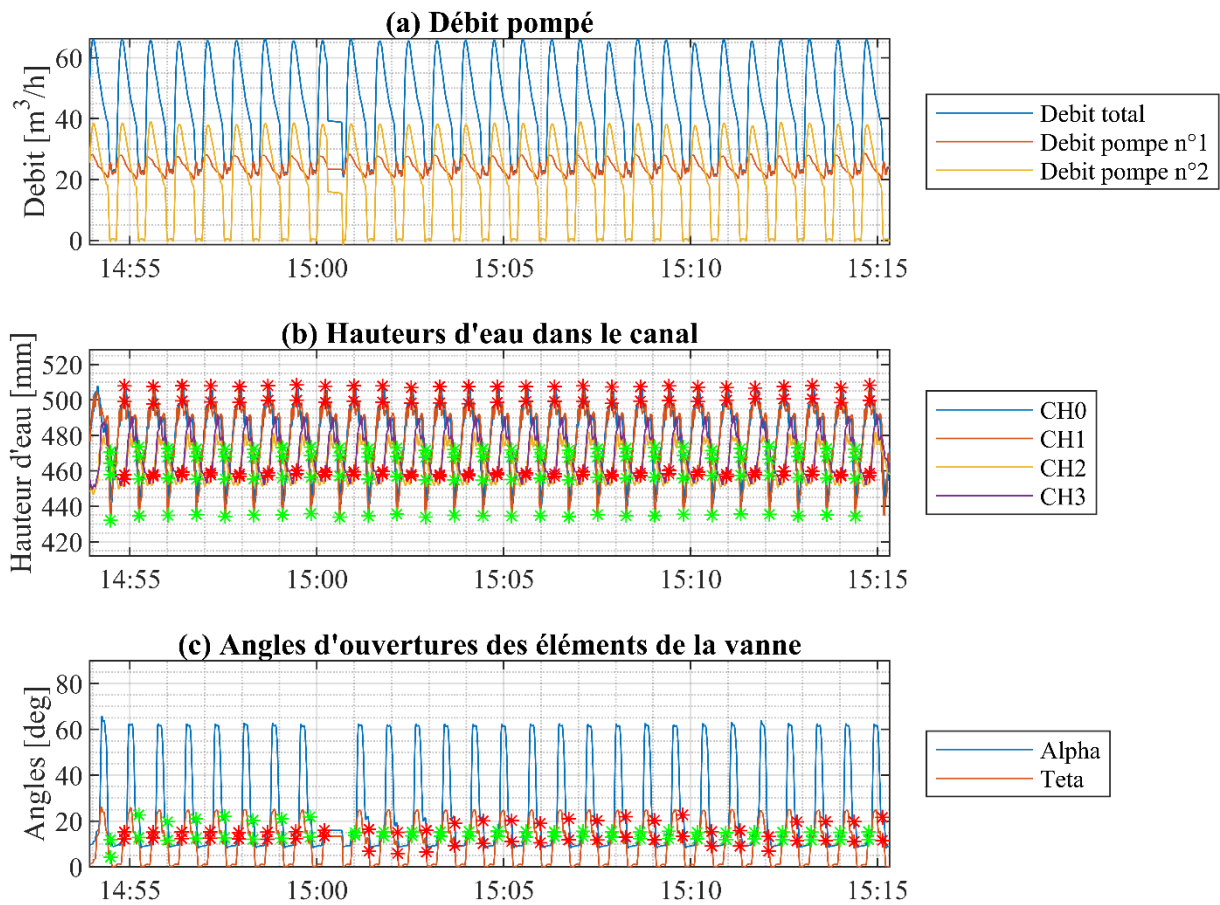 (a) Débit pompé
Debit [m³/h]
60
40
20
0
14:55 15:00 15:05 15:10 15:15
Debit total
Debit pompe n°1
Debit pompe n°2
(b) Hauteurs d'eau dans le canal
Hauteur d'eau [mm]
520
500
480
460
440
420
14:55 15:00 15:05 15:10 15:15
CH0
CH1
CH2
CH3
(c) Angles d'ouvertures des éléments de la vanne
Angles [deg]
80
60
40
20
0
14:55 15:00 15:05 15:10 15:15
Alpha
Teta